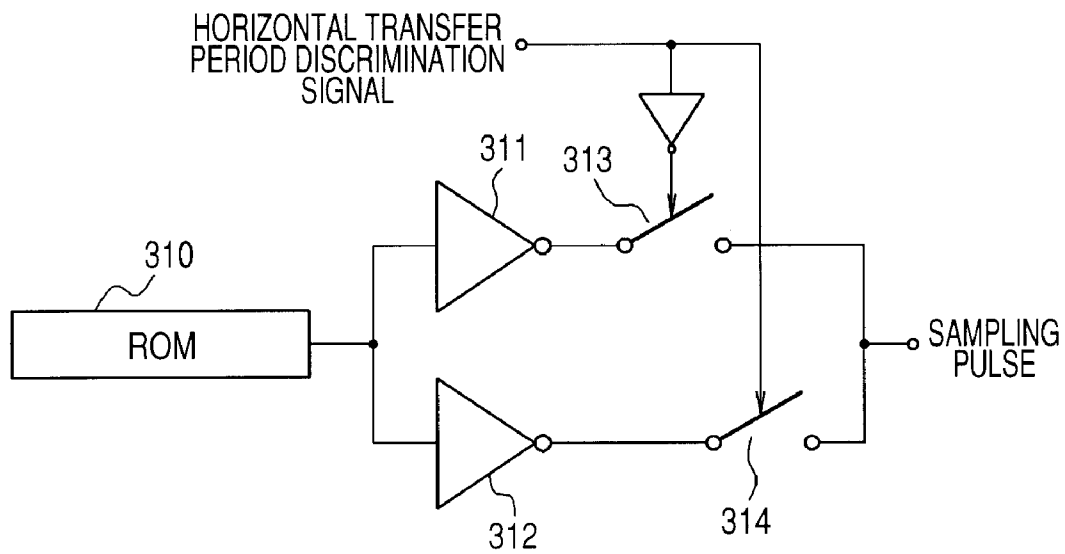 HORIZONTAL TRANSFER
PERIOD DISCRIMINATION
SIGNAL
311
313
310
ROM
SAMPLING
PULSE
312
314